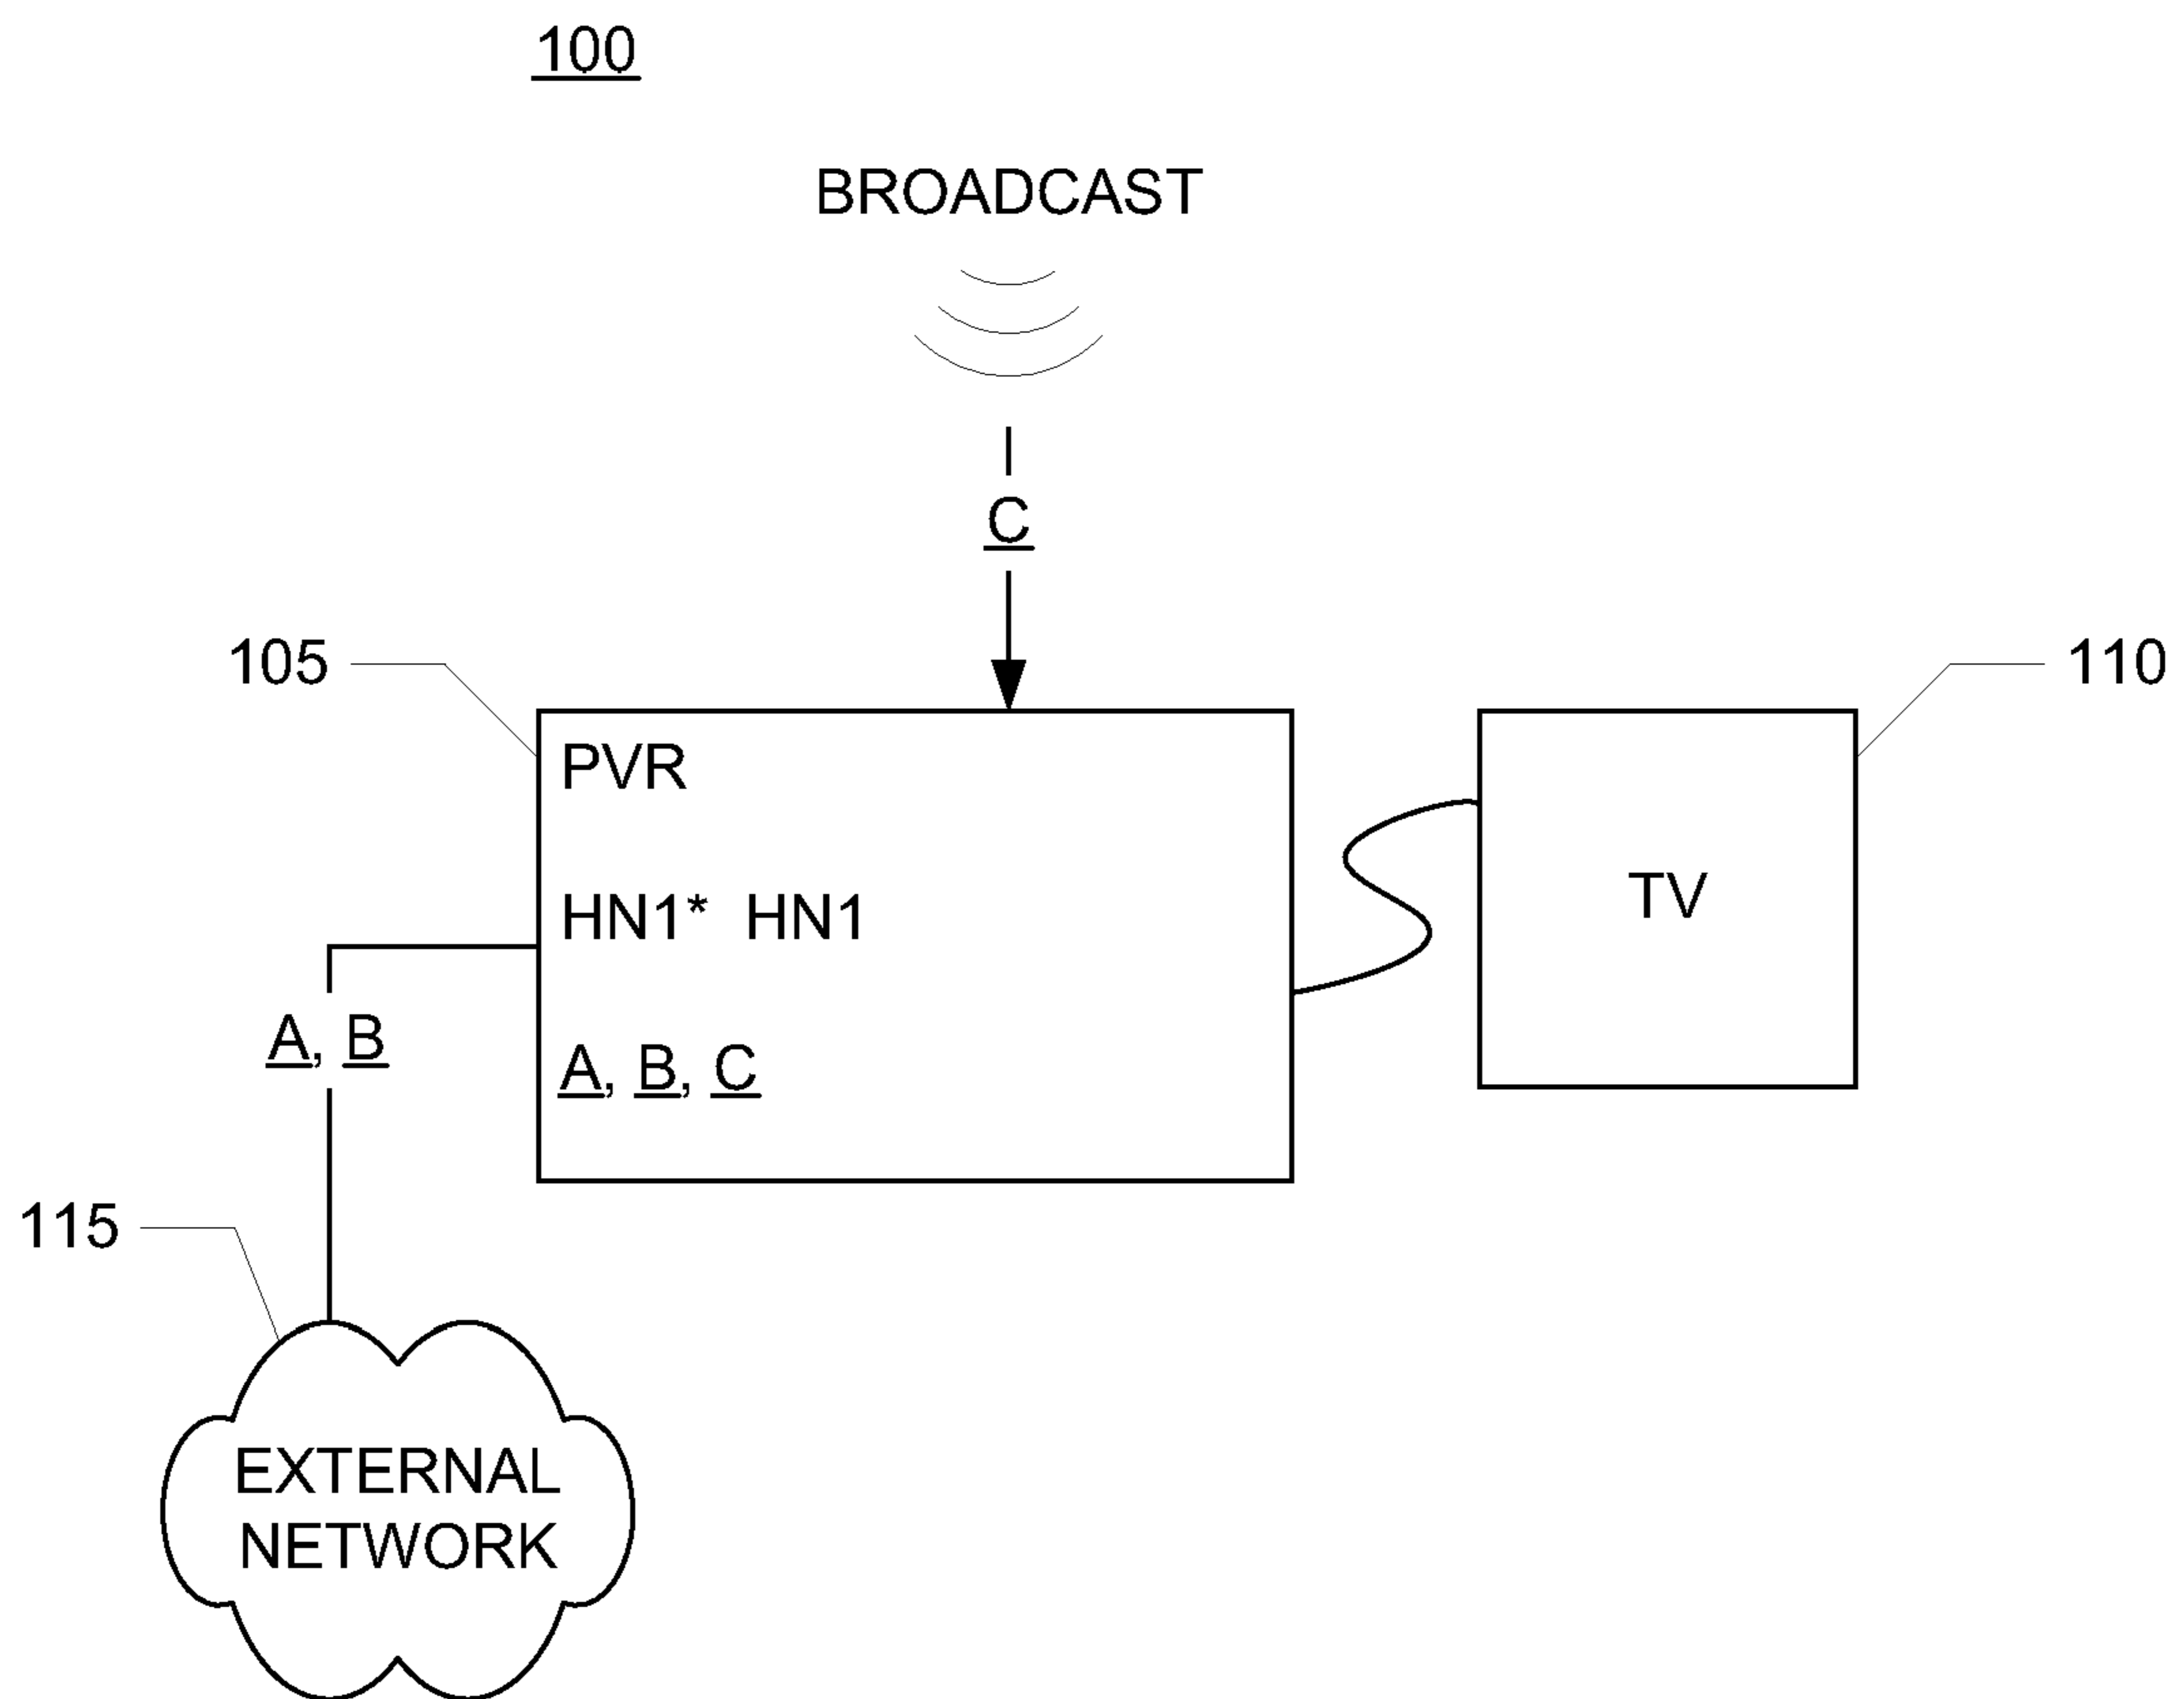 100
BROADCAST
C
105
110
PVR
HN1* HN1
TV
A, B
A, B, C
115
EXTERNAL
NETWORK